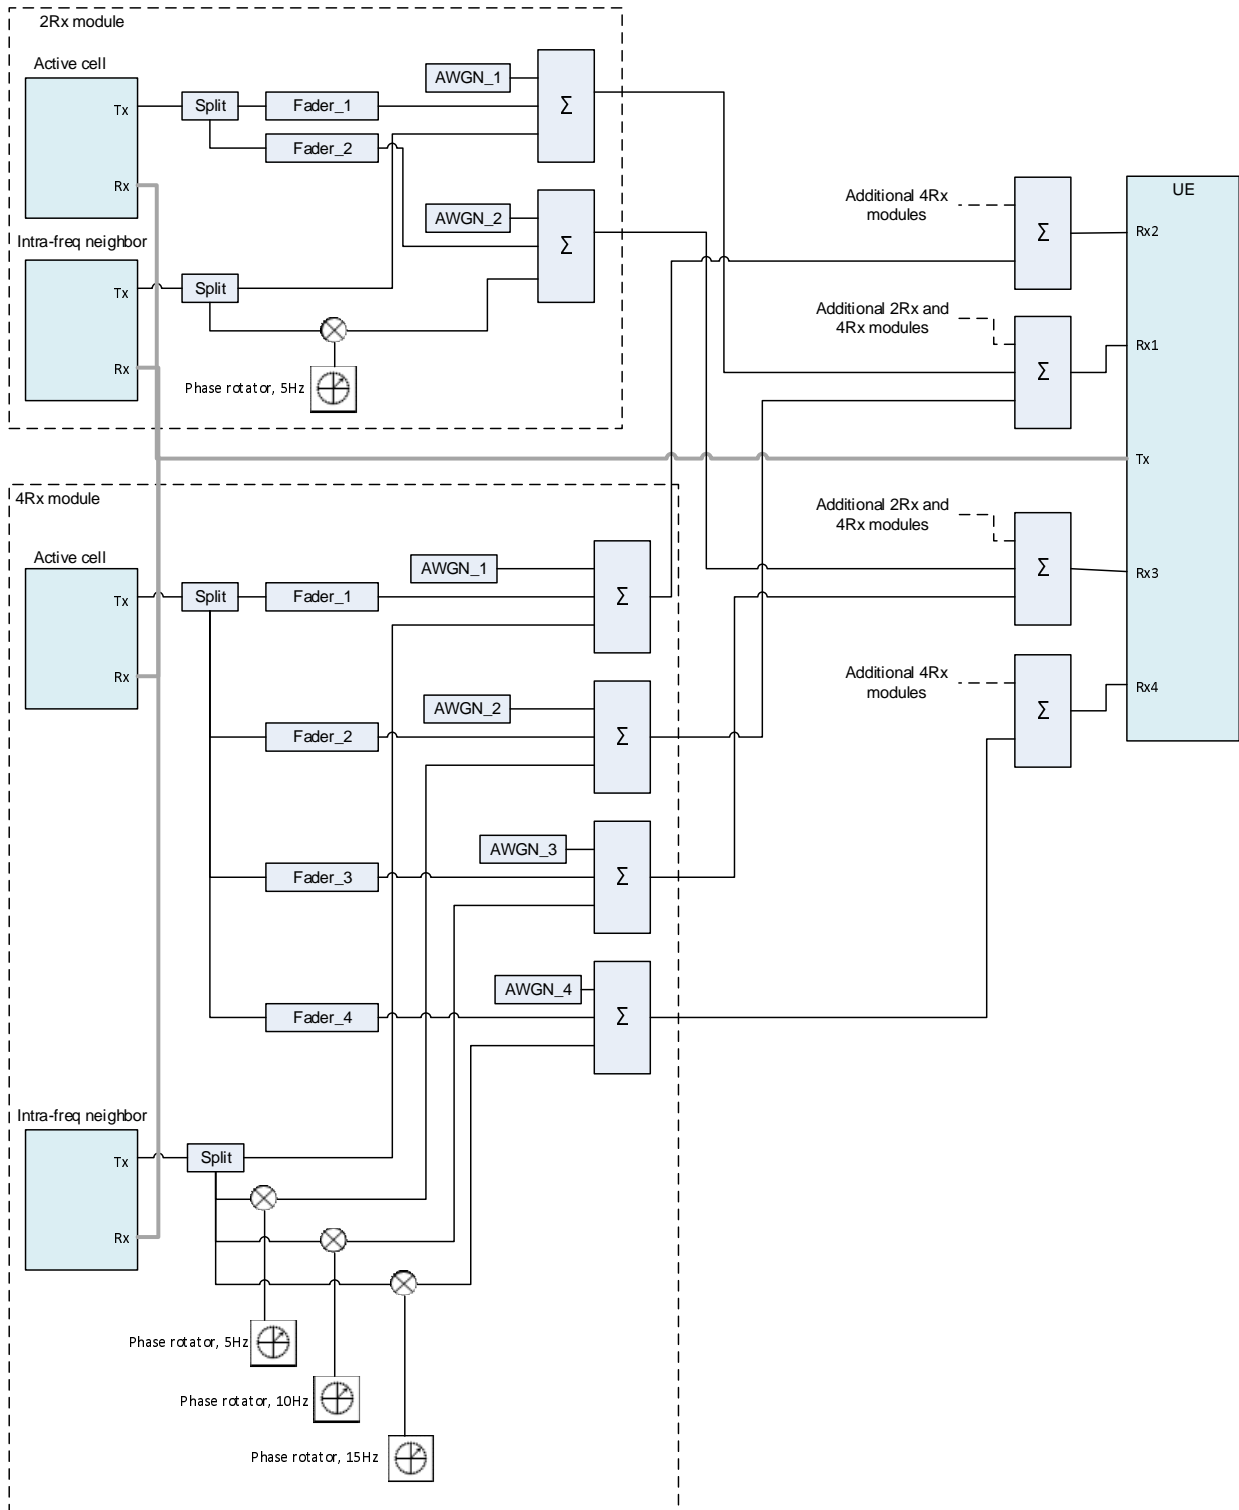 2Rx module
Active cell
Tx
Rx
Split
Fader_1
Fader_2
AWGN_1
Σ
AWGN_2
Σ
Intra-freq neighbor
Tx
Rx
Split
Phase rotator, 5Hz
Additional 4Rx
modules
Σ
Additional 2Rx and
4Rx modules
Σ
UE
Rx2
Rx1
Tx
Rx3
Rx4
Additional 2Rx and
4Rx modules
Σ
Additional 4Rx
modules
Σ
4Rx module
Active cell
Tx
Rx
Split
Fader_1
AWGN_1
Σ
Fader_2
AWGN_2
Σ
Fader_3
AWGN_3
Σ
Fader_4
AWGN_4
Σ
Intra-freq neighbor
Tx
Rx
Split
Phase rotator, 5Hz
Phase rotator, 10Hz
Phase rotator, 15Hz